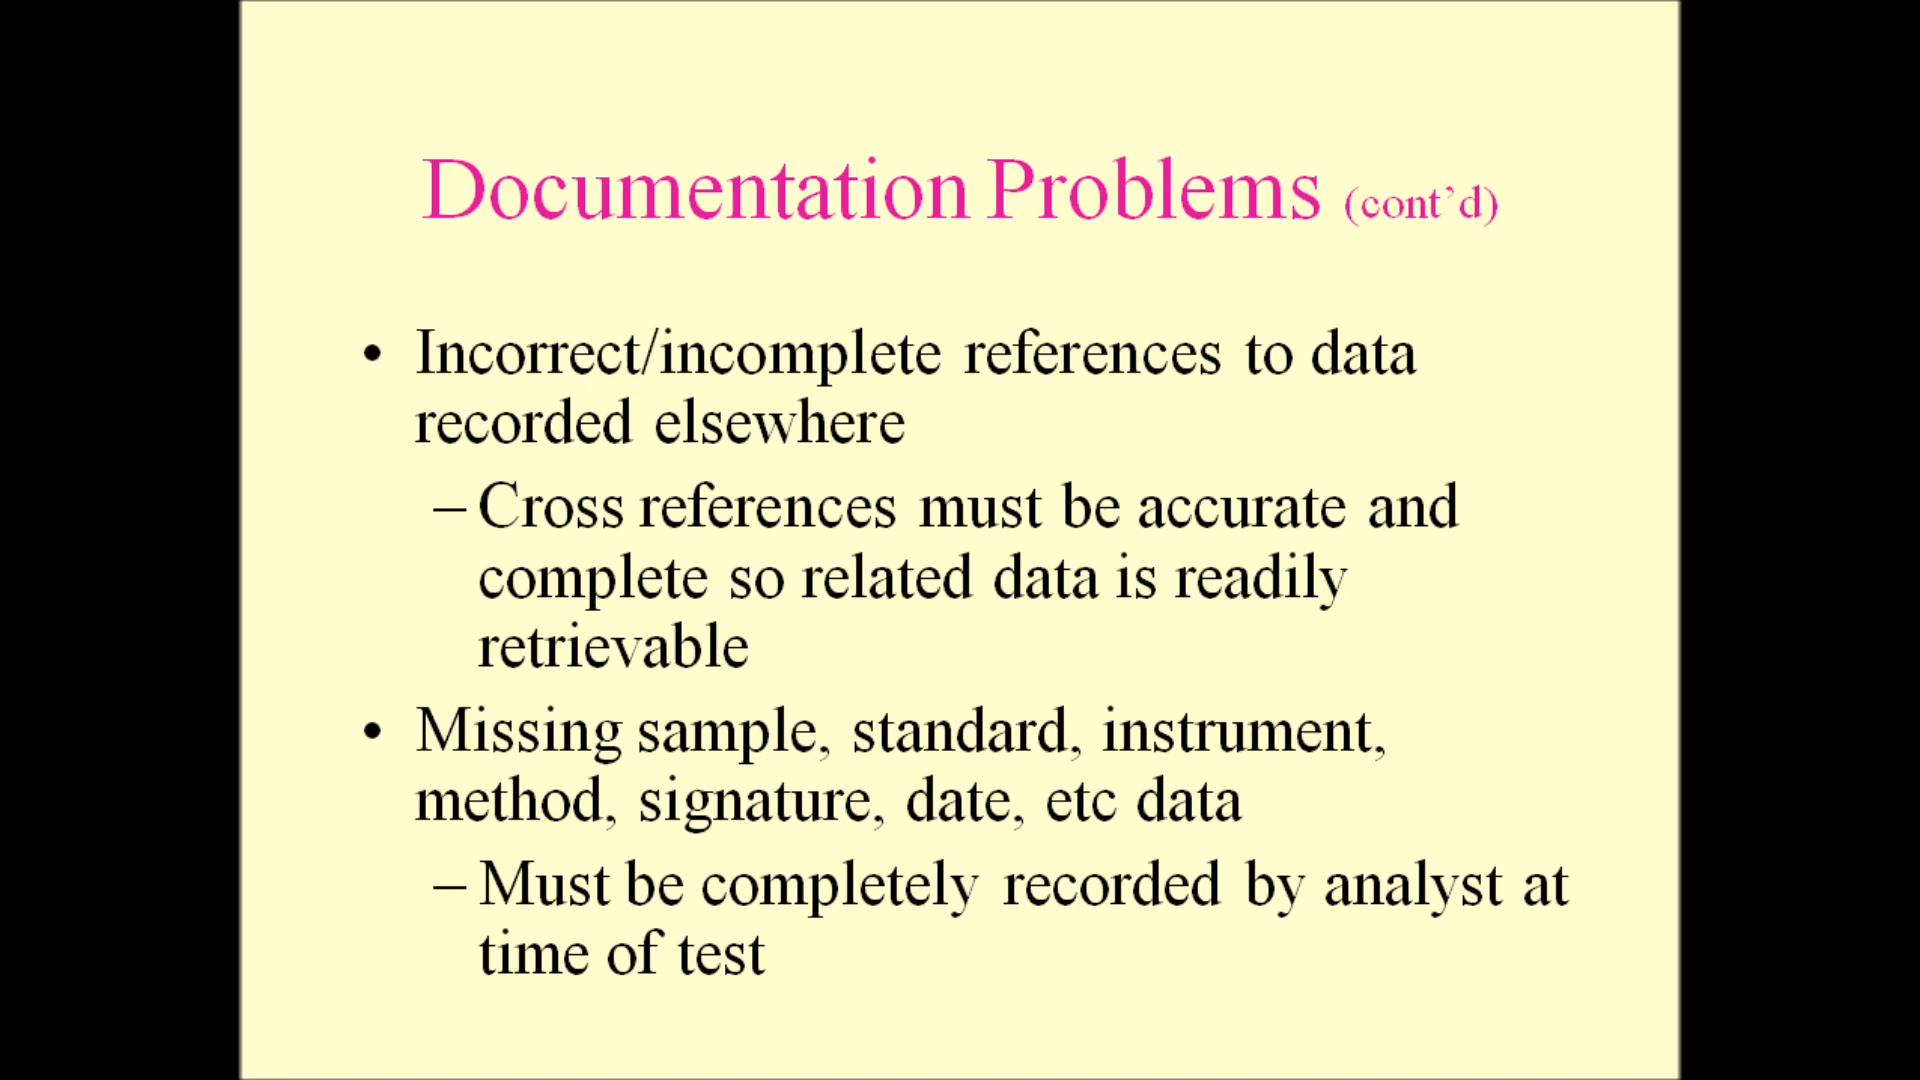 Documentation Problems (cont’d)
• Incorrect/incomplete references to data
recorded elsewhere
– Cross references must be accurate and
complete so related data is readily
retrievable
• Missing sample, standard, instrument,
method, signature, date, etc data
– Must be completely recorded by analyst at
time of test